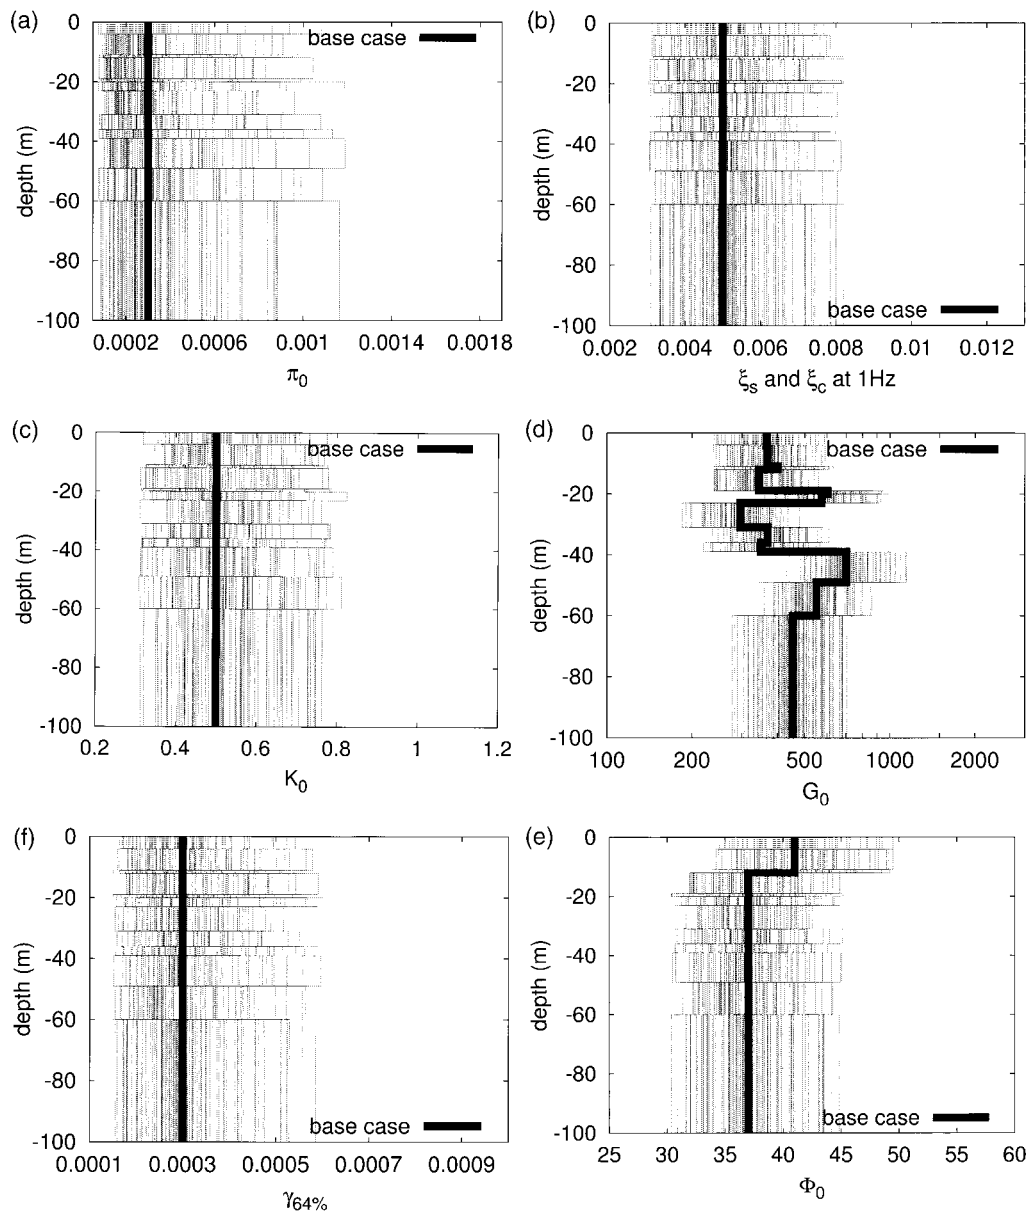 (a)
0
-20
-40
-60
-80
-100
depth (m)
base case
0.0002 0.0006 0.001 0.0014 0.0018
π0
(b)
0
-20
-40
-60
-80
-100
depth (m)
base case
0.002 0.004 0.006 0.008 0.01 0.012
ξs and ξc at 1Hz
(c)
0
-20
-40
-60
-80
-100
depth (m)
base case
0.2 0.4 0.6 0.8 1 1.2
K0
(d)
0
-20
-40
-60
-80
-100
depth (m)
base case
100 200 500 1000 2000
G0
(f)
0
-20
-40
-60
-80
-100
depth (m)
base case
0.0001 0.0003 0.0005 0.0007 0.0009
γ64%
(e)
0
-20
-40
-60
-80
-100
depth (m)
base case
25 30 35 40 45 50 55 60
Φ0